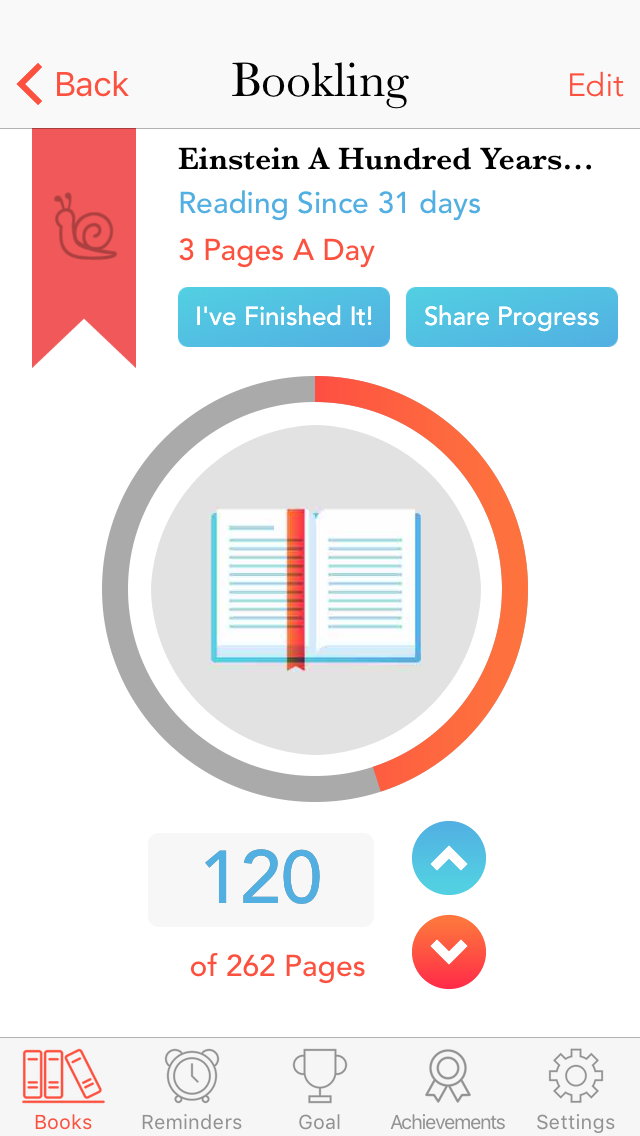 Back
Bookling
Edit
Einstein A Hundred Years...
Reading Since 31 days
3 Pages A Day
I've Finished It!
Share Progress
120
of 262 Pages
Books
Reminders
Goal
Achievements
Settings